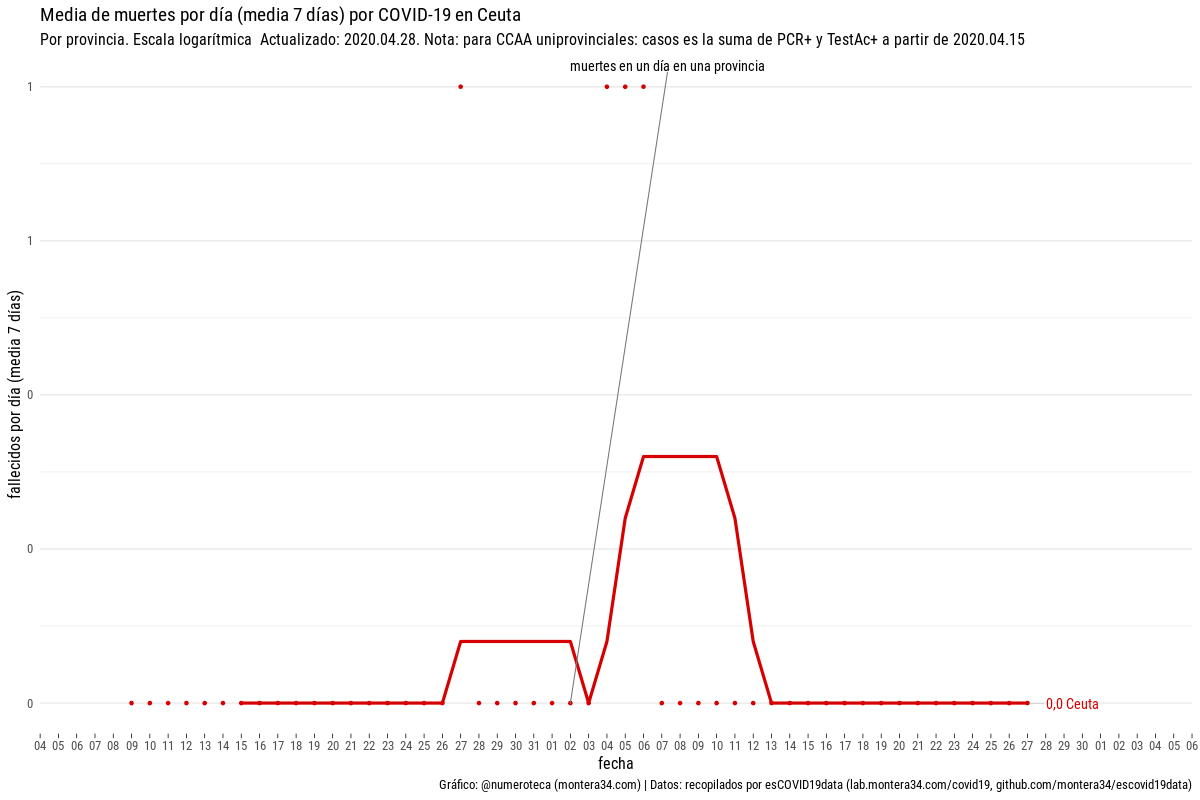 Media de muertes por día (media 7 días) por COVID-19 en Ceuta
Por provincia. Escala logarítmica  Actualizado: 2020.04.28. Nota: para CCAA uniprovinciales: casos es la suma de PCR+ y TestAc+ a partir de 2020.04.15
muertes en un día en una provincia
1
1
0
0
0
fallecidos por día (media 7 días)
0,0 Ceuta
04 05 06 07 08 09 10 11 12 13 14 15 16 17 18 19 20 21 22 23 24 25 26 27 28 29 30 31 01 02 03 04 05 06 07 08 09 10 11 12 13 14 15 16 17 18 19 20 21 22 23 24 25 26 27 28 29 30 01 02 03 04 05 06
fecha
Gráfico: @numeroteca (montera34.com) | Datos: recopilados por esCOVID19data (lab.montera34.com/covid19, github.com/montera34/escovid19data)